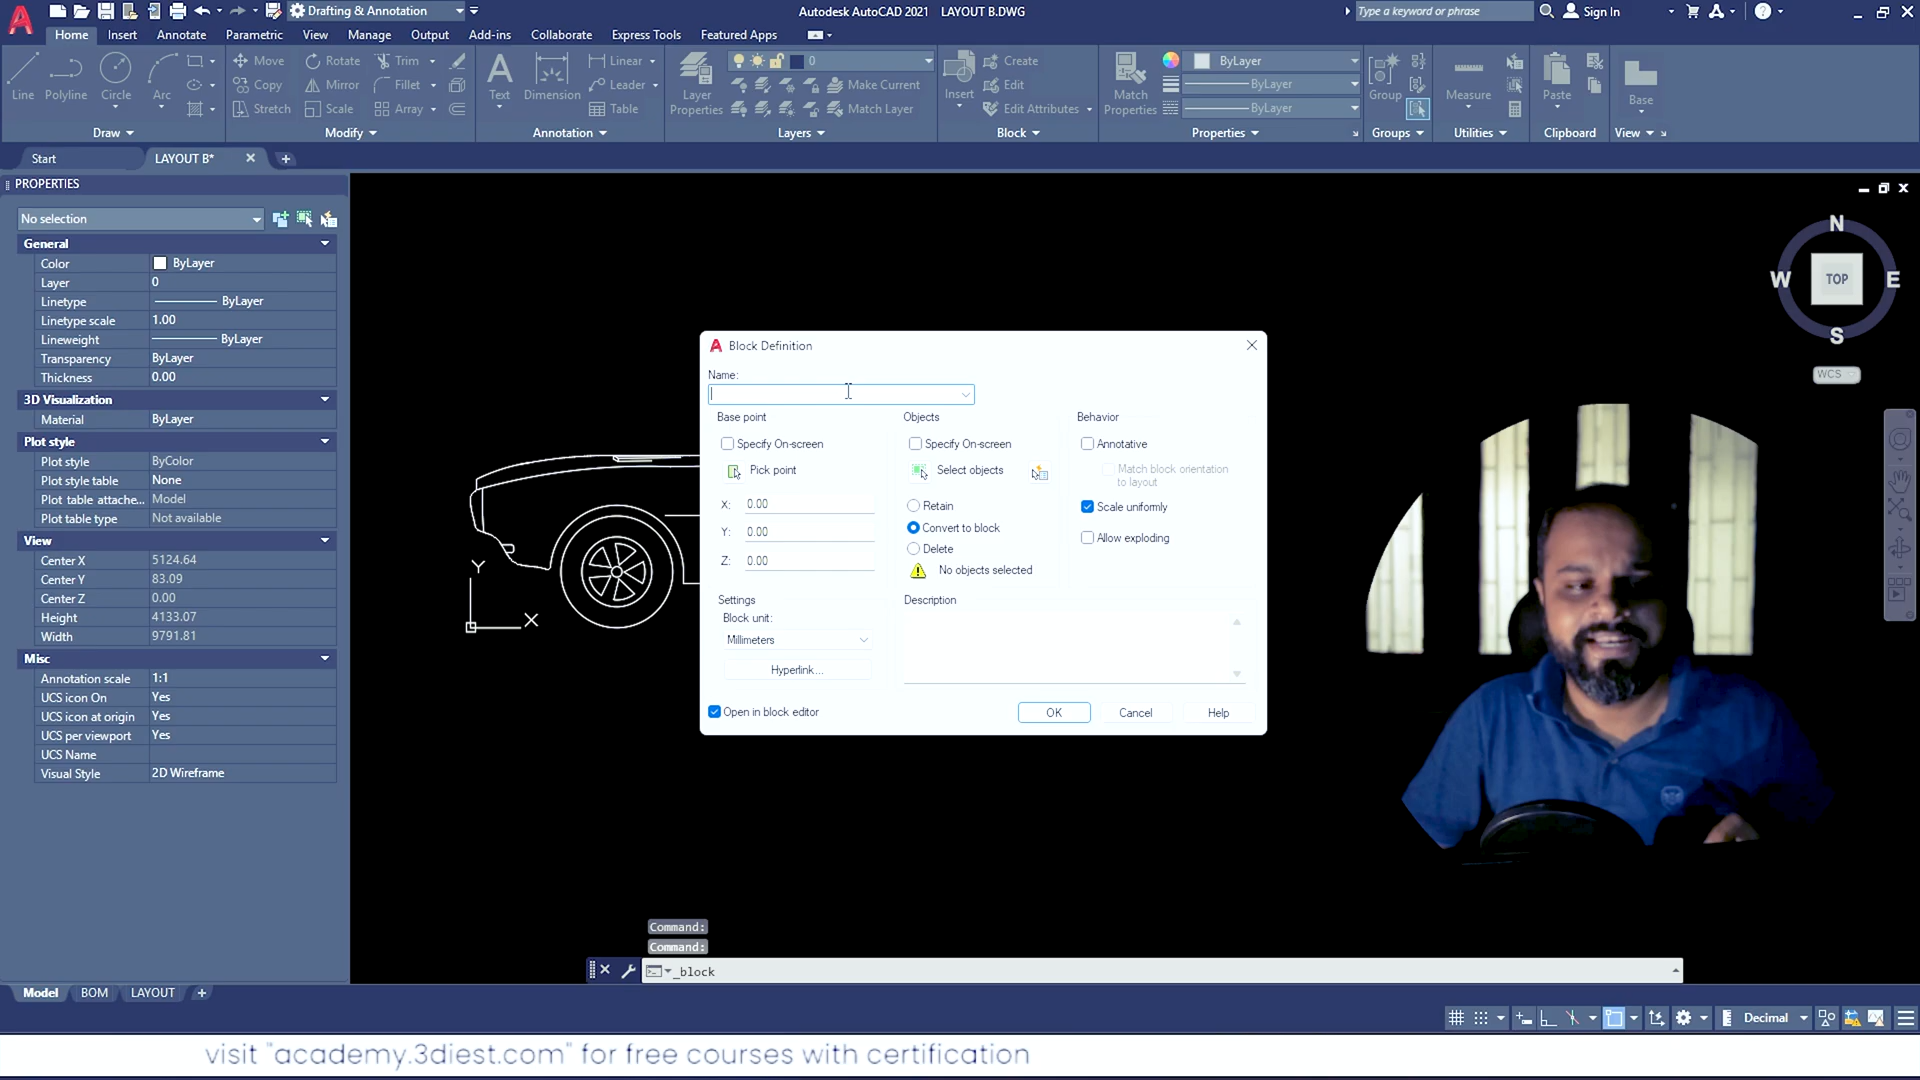 Drafting & Annotation
Autodesk AutoCAD 2021 LAYOUT B.DWG
Type a keyword or phrase
Sign In
Home Insert Annotate Parametric View Manage Output Add-ins Collaborate Express Tools Featured Apps
Line Polyline Circle Arc
Move Rotate Trim
Copy Mirror Fillet
Stretch Scale Array
Text Dimension
Linear
Leader
Table
Layer Properties
0
Make Current
Match Layer
Insert
Create
Edit
Edit Attributes
Match Properties
ByLayer
ByLayer
ByLayer
Group
Measure
Paste
Base
Draw Modify Annotation Layers Block Properties Groups Utilities Clipboard View
Start LAYOUT B*
PROPERTIES
No selection
General
Color ByLayer
Layer 0
Linetype ByLayer
Linetype scale 1.00
Lineweight ByLayer
Transparency ByLayer
Thickness 0.00
3D Visualization
Material ByLayer
Plot style
Plot style ByColor
Plot style table None
Plot table attache... Model
Plot table type Not available
View
Center X 5124.64
Center Y 83.09
Center Z 0.00
Height 4133.07
Width 9791.81
Misc
Annotation scale 1:1
UCS icon On Yes
UCS icon at origin Yes
UCS per viewport Yes
UCS Name
Visual Style 2D Wireframe
Y
X
N
W TOP E
S
WCS
Block Definition
Name:
Base point
Specify On-screen
Pick point
X: 0.00
Y: 0.00
Z: 0.00
Objects
Specify On-screen
Select objects
Retain
Convert to block
Delete
No objects selected
Behavior
Annotative
Match block orientation
to layout
Scale uniformly
Allow exploding
Settings
Block unit:
Millimeters
Hyperlink...
Description
Open in block editor
OK Cancel Help
Command:
Command:
_block
Model BOM LAYOUT
Decimal
visit "academy.3diest.com" for free courses with certification